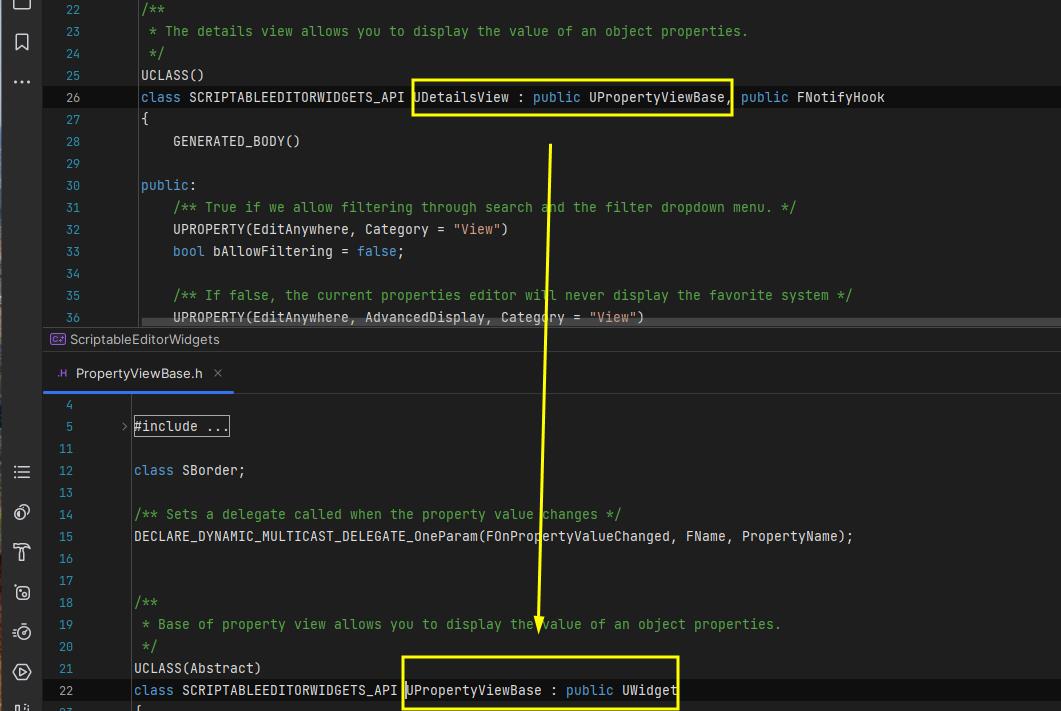 22 /**
23 * The details view allows you to display the value of an object properties.
24 */
25 UCLASS()
26 class SCRIPTABLEEDITORWIDGETS_API UDetailsView : public UPropertyViewBase, public FNotifyHook
27 {
28 GENERATED_BODY()
29
30 public:
31 /** True if we allow filtering through search and the filter dropdown menu. */
32 UPROPERTY(EditAnywhere, Category = "View")
33 bool bAllowFiltering = false;
34
35 /** If false, the current properties editor will never display the favorite system */
36 UPROPERTY(EditAnywhere, AdvancedDisplay, Category = "View")
C++ ScriptableEditorWidgets
.H PropertyViewBase.h ×
4
5 > #include ...
11
12 class SBorder;
13
14 /** Sets a delegate called when the property value changes */
15 DECLARE_DYNAMIC_MULTICAST_DELEGATE_OneParam(FOnPropertyValueChanged, FName, PropertyName);
16
17
18 /**
19 * Base of property view allows you to display the value of an object properties.
20 */
21 UCLASS(Abstract)
22 class SCRIPTABLEEDITORWIDGETS_API UPropertyViewBase : public UWidget
23 {